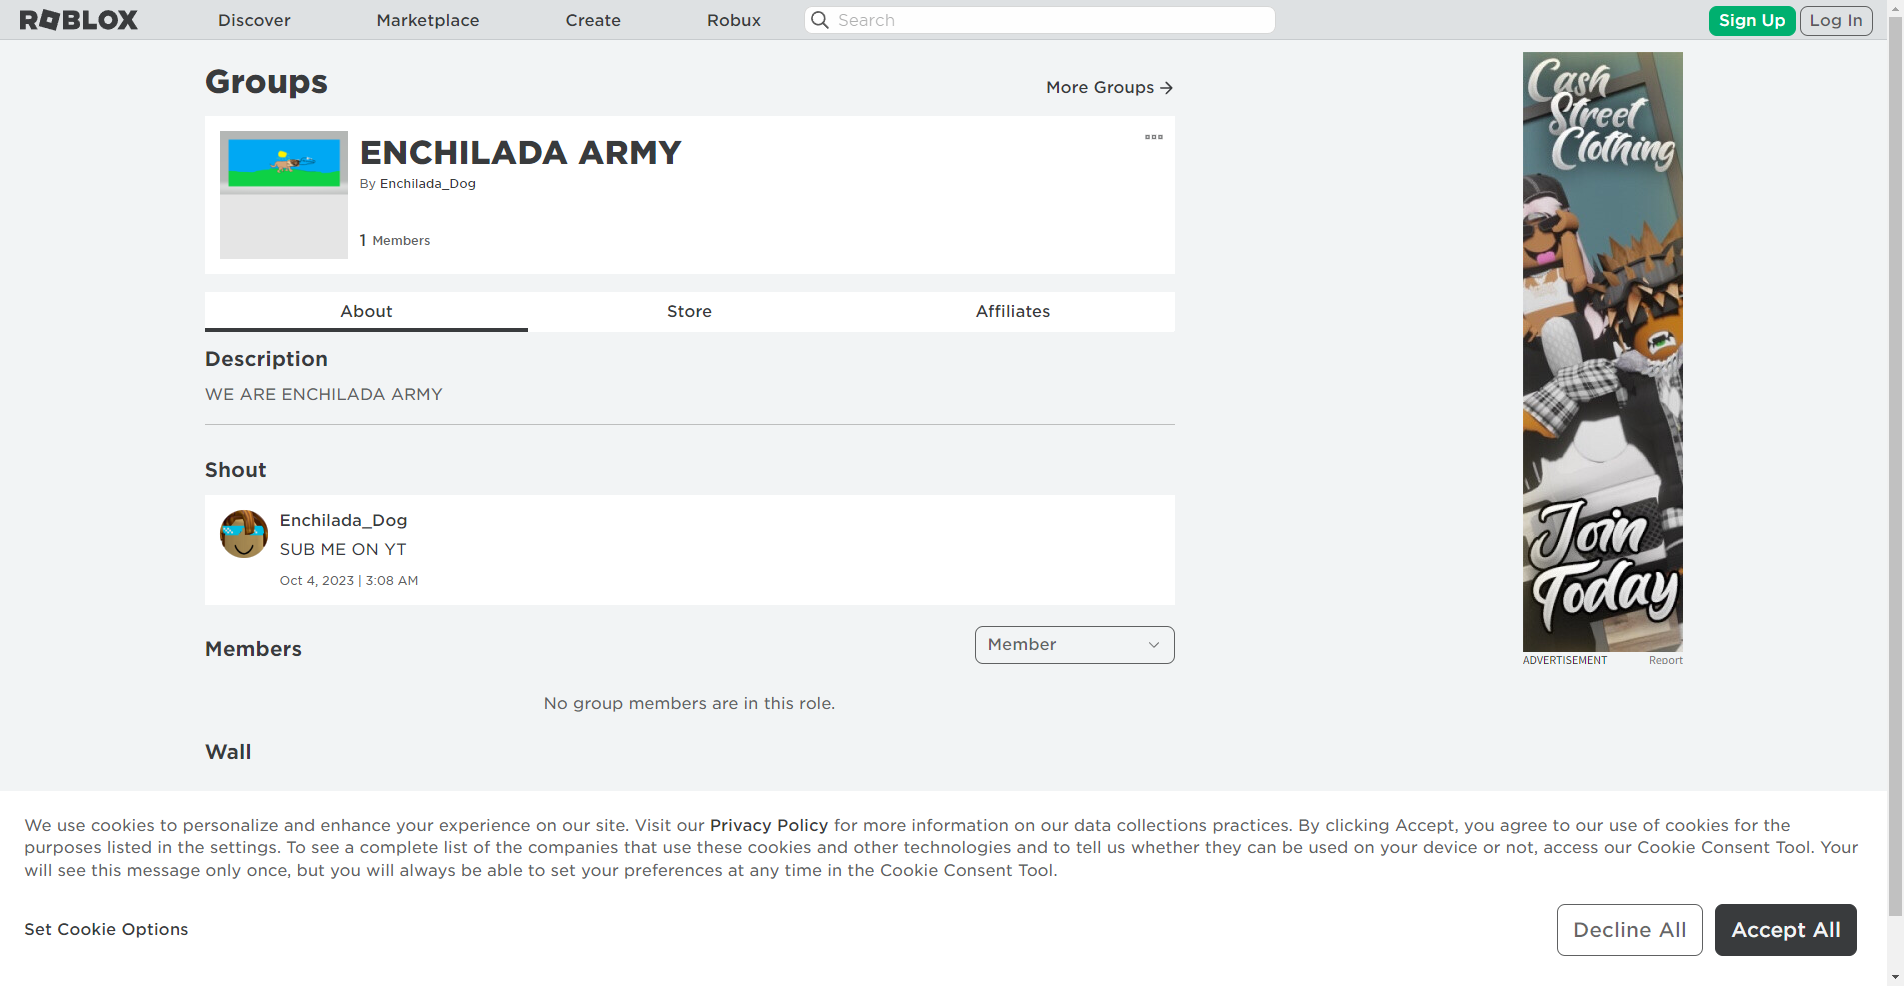 ROBLOX
Discover
Marketplace
Create
Robux
Search
Sign Up
Log In
Groups
More Groups
ENCHILADA ARMY
By Enchilada_Dog
1 Members
About
Store
Affiliates
Description
WE ARE ENCHILADA ARMY
Shout
Enchilada_Dog
SUB ME ON YT
Oct 4, 2023 | 3:08 AM
Members
Member
No group members are in this role.
Wall
Cash
Street
Clothing
Join
Today
ADVERTISEMENT
Report
We use cookies to personalize and enhance your experience on our site. Visit our Privacy Policy for more information on our data collections practices. By clicking Accept, you agree to our use of cookies for the
purposes listed in the settings. To see a complete list of the companies that use these cookies and other technologies and to tell us whether they can be used on your device or not, access our Cookie Consent Tool. Your
will see this message only once, but you will always be able to set your preferences at any time in the Cookie Consent Tool.
Set Cookie Options
Decline All
Accept All